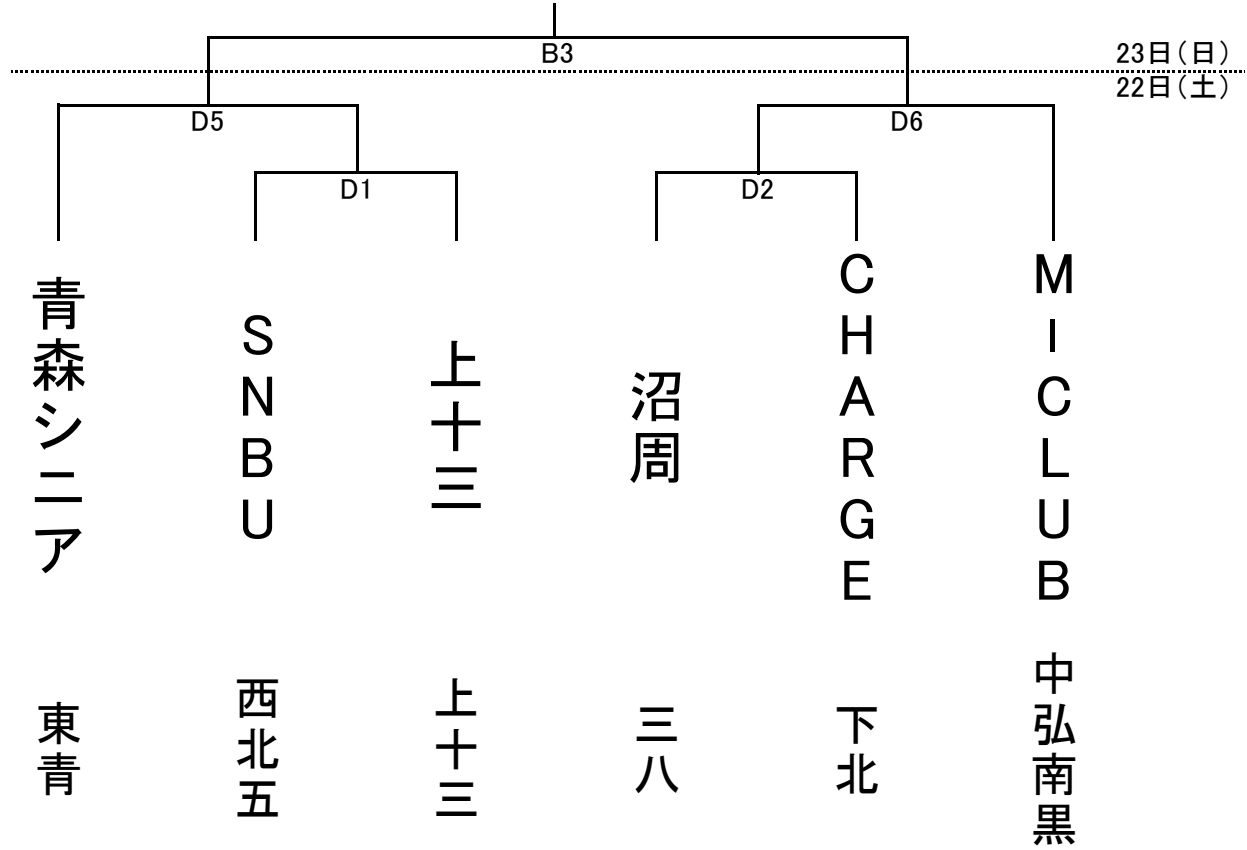 B3
23日（日）
22日（土）
D5
D6
D1
D2
青森シニア
SNBU
上十三
沼周
CHARGE
M-CLUB
東青
西北五
上十三
三八
下北
中弘南黒